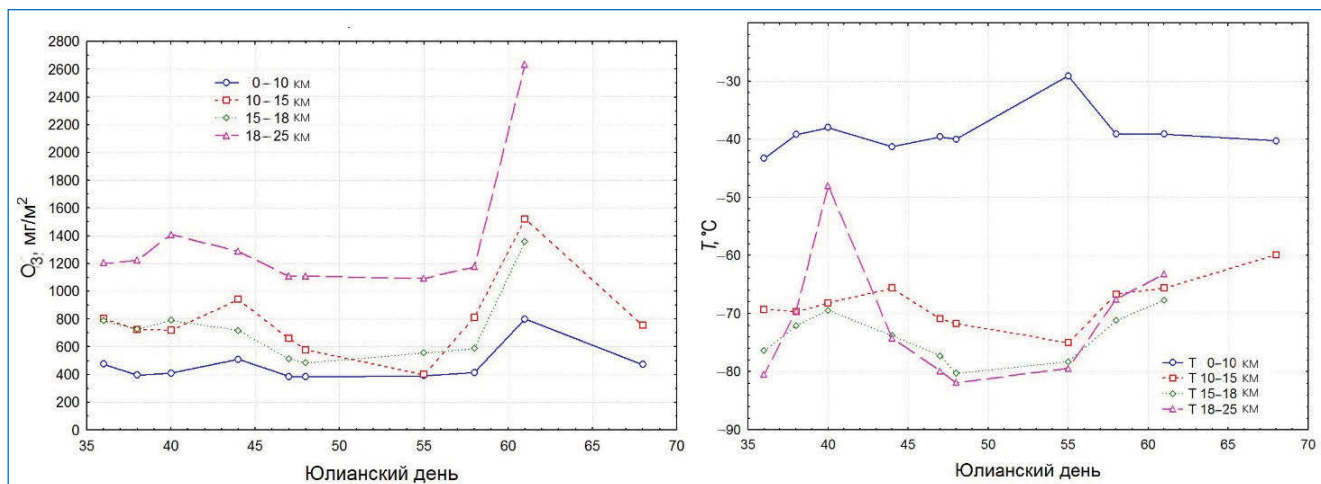 2800
2600
2400
2200
2000
1800
1600
1400
1200
1000
800
600
400
200
0
O₃, мг/м²
0–10 км
10–15 км
15–18 км
18–25 км
35 40 45 50 55 60 65 70
Юлианский день
–30
–40
–50
–60
–70
–80
–90
T, °C
T 0–10 км
T 10–15 км
T 15–18 км
T 18–25 км
35 40 45 50 55 60 65 70
Юлианский день